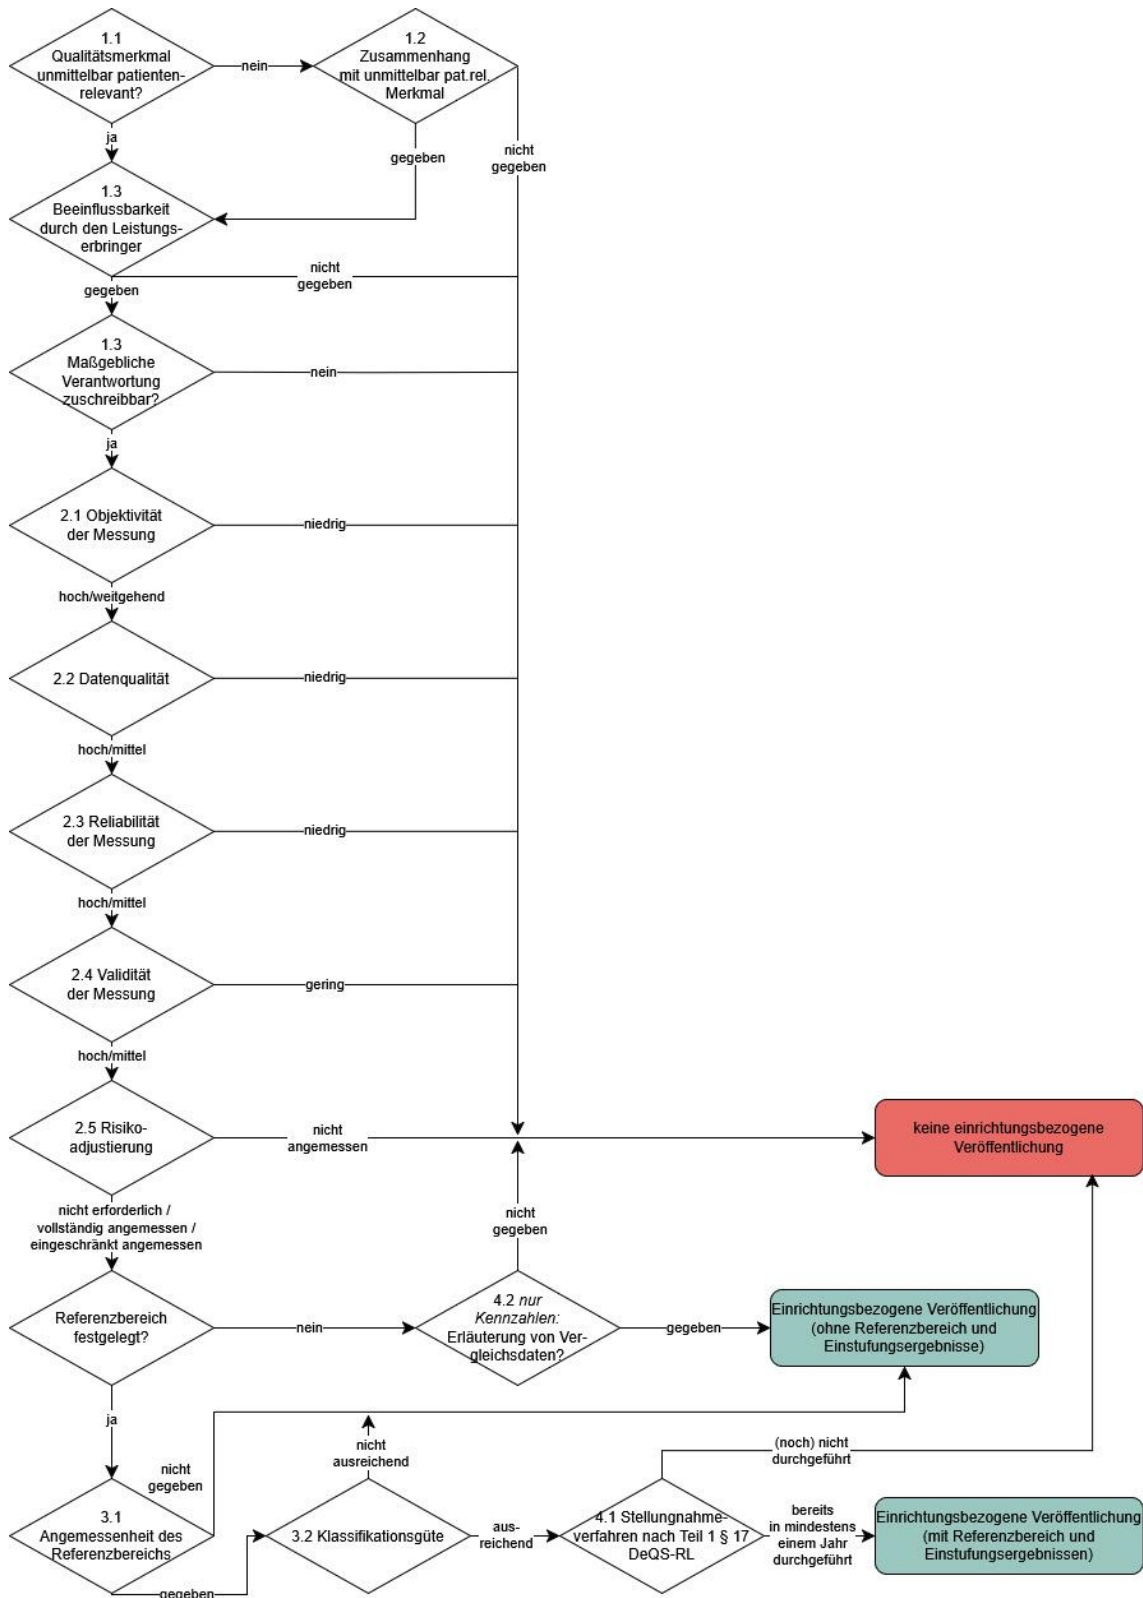 1.1
Qualitätsmerkmal
unmittelbar patienten-
relevant?
nein
1.2
Zusammenhang
mit unmittelbar pat.rel.
Merkmal
ja
gegeben
nicht
gegeben
1.3
Beeinflussbarkeit
durch den Leistungs-
erbringer
nicht
gegeben
gegeben
1.3
Maßgebliche
Verantwortung
zuschreibbar?
nein
ja
2.1 Objektivität
der Messung
niedrig
hoch/weitgehend
2.2 Datenqualität
niedrig
hoch/mittel
2.3 Reliabilität
der Messung
niedrig
hoch/mittel
2.4 Validität
der Messung
gering
hoch/mittel
2.5 Risiko-
adjustierung
nicht
angemessen
keine einrichtungsbezogene
Veröffentlichung
nicht erforderlich /
vollständig angemessen /
eingeschränkt angemessen
nicht
gegeben
Referenzbereich
festgelegt?
nein
4.2 nur
Kennzahlen:
Erläuterung von Ver-
gleichsdaten?
gegeben
Einrichtungsbezogene Veröffentlichung
(ohne Referenzbereich und
Einstufungsergebnisse)
ja
nicht
gegeben
nicht
ausreichend
(noch) nicht
durchgeführt
3.1
Angemessenheit des
Referenzbereichs
gegeben
3.2 Klassifikationsgüte
aus-
reichend
4.1 Stellungnahme-
verfahren nach Teil 1 § 17
DeQS-RL
bereits
in mindestens
einem Jahr
durchgeführt
Einrichtungsbezogene Veröffentlichung
(mit Referenzbereich und
Einstufungsergebnissen)